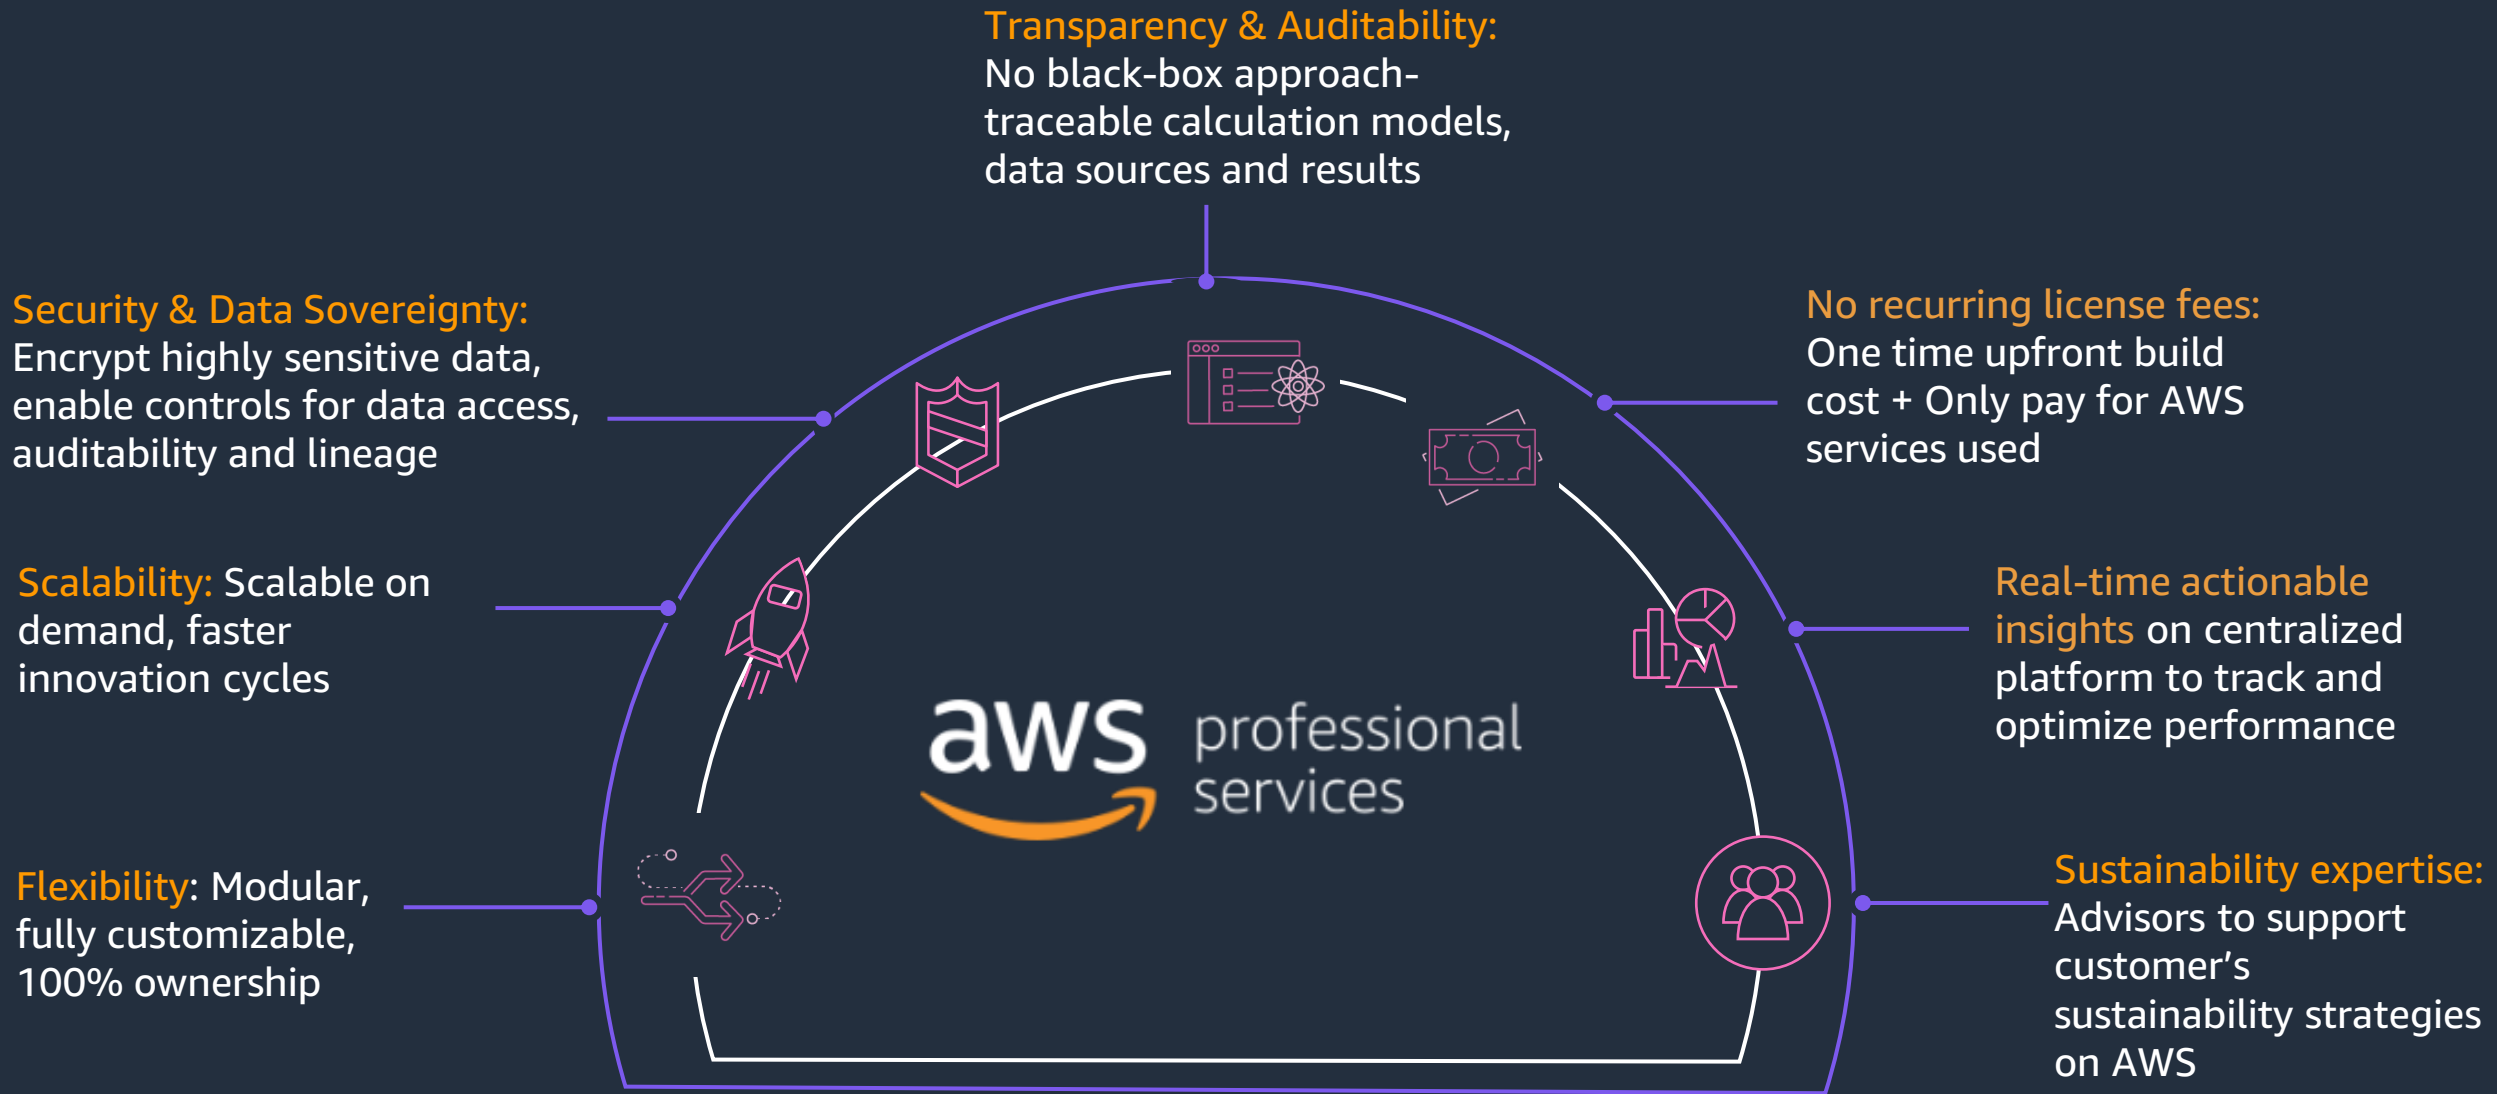 Transparency & Auditability:
No black-box approach-
traceable calculation models,
data sources and results
Security & Data Sovereignty:
Encrypt highly sensitive data,
enable controls for data access,
auditability and lineage
No recurring license fees:
One time upfront build
cost + Only pay for AWS
services used
Scalability: Scalable on
demand, faster
innovation cycles
Real-time actionable
insights on centralized
platform to track and
optimize performance
aws professional
services
Flexibility: Modular,
fully customizable,
100% ownership
Sustainability expertise:
Advisors to support
customer’s
sustainability strategies
on AWS